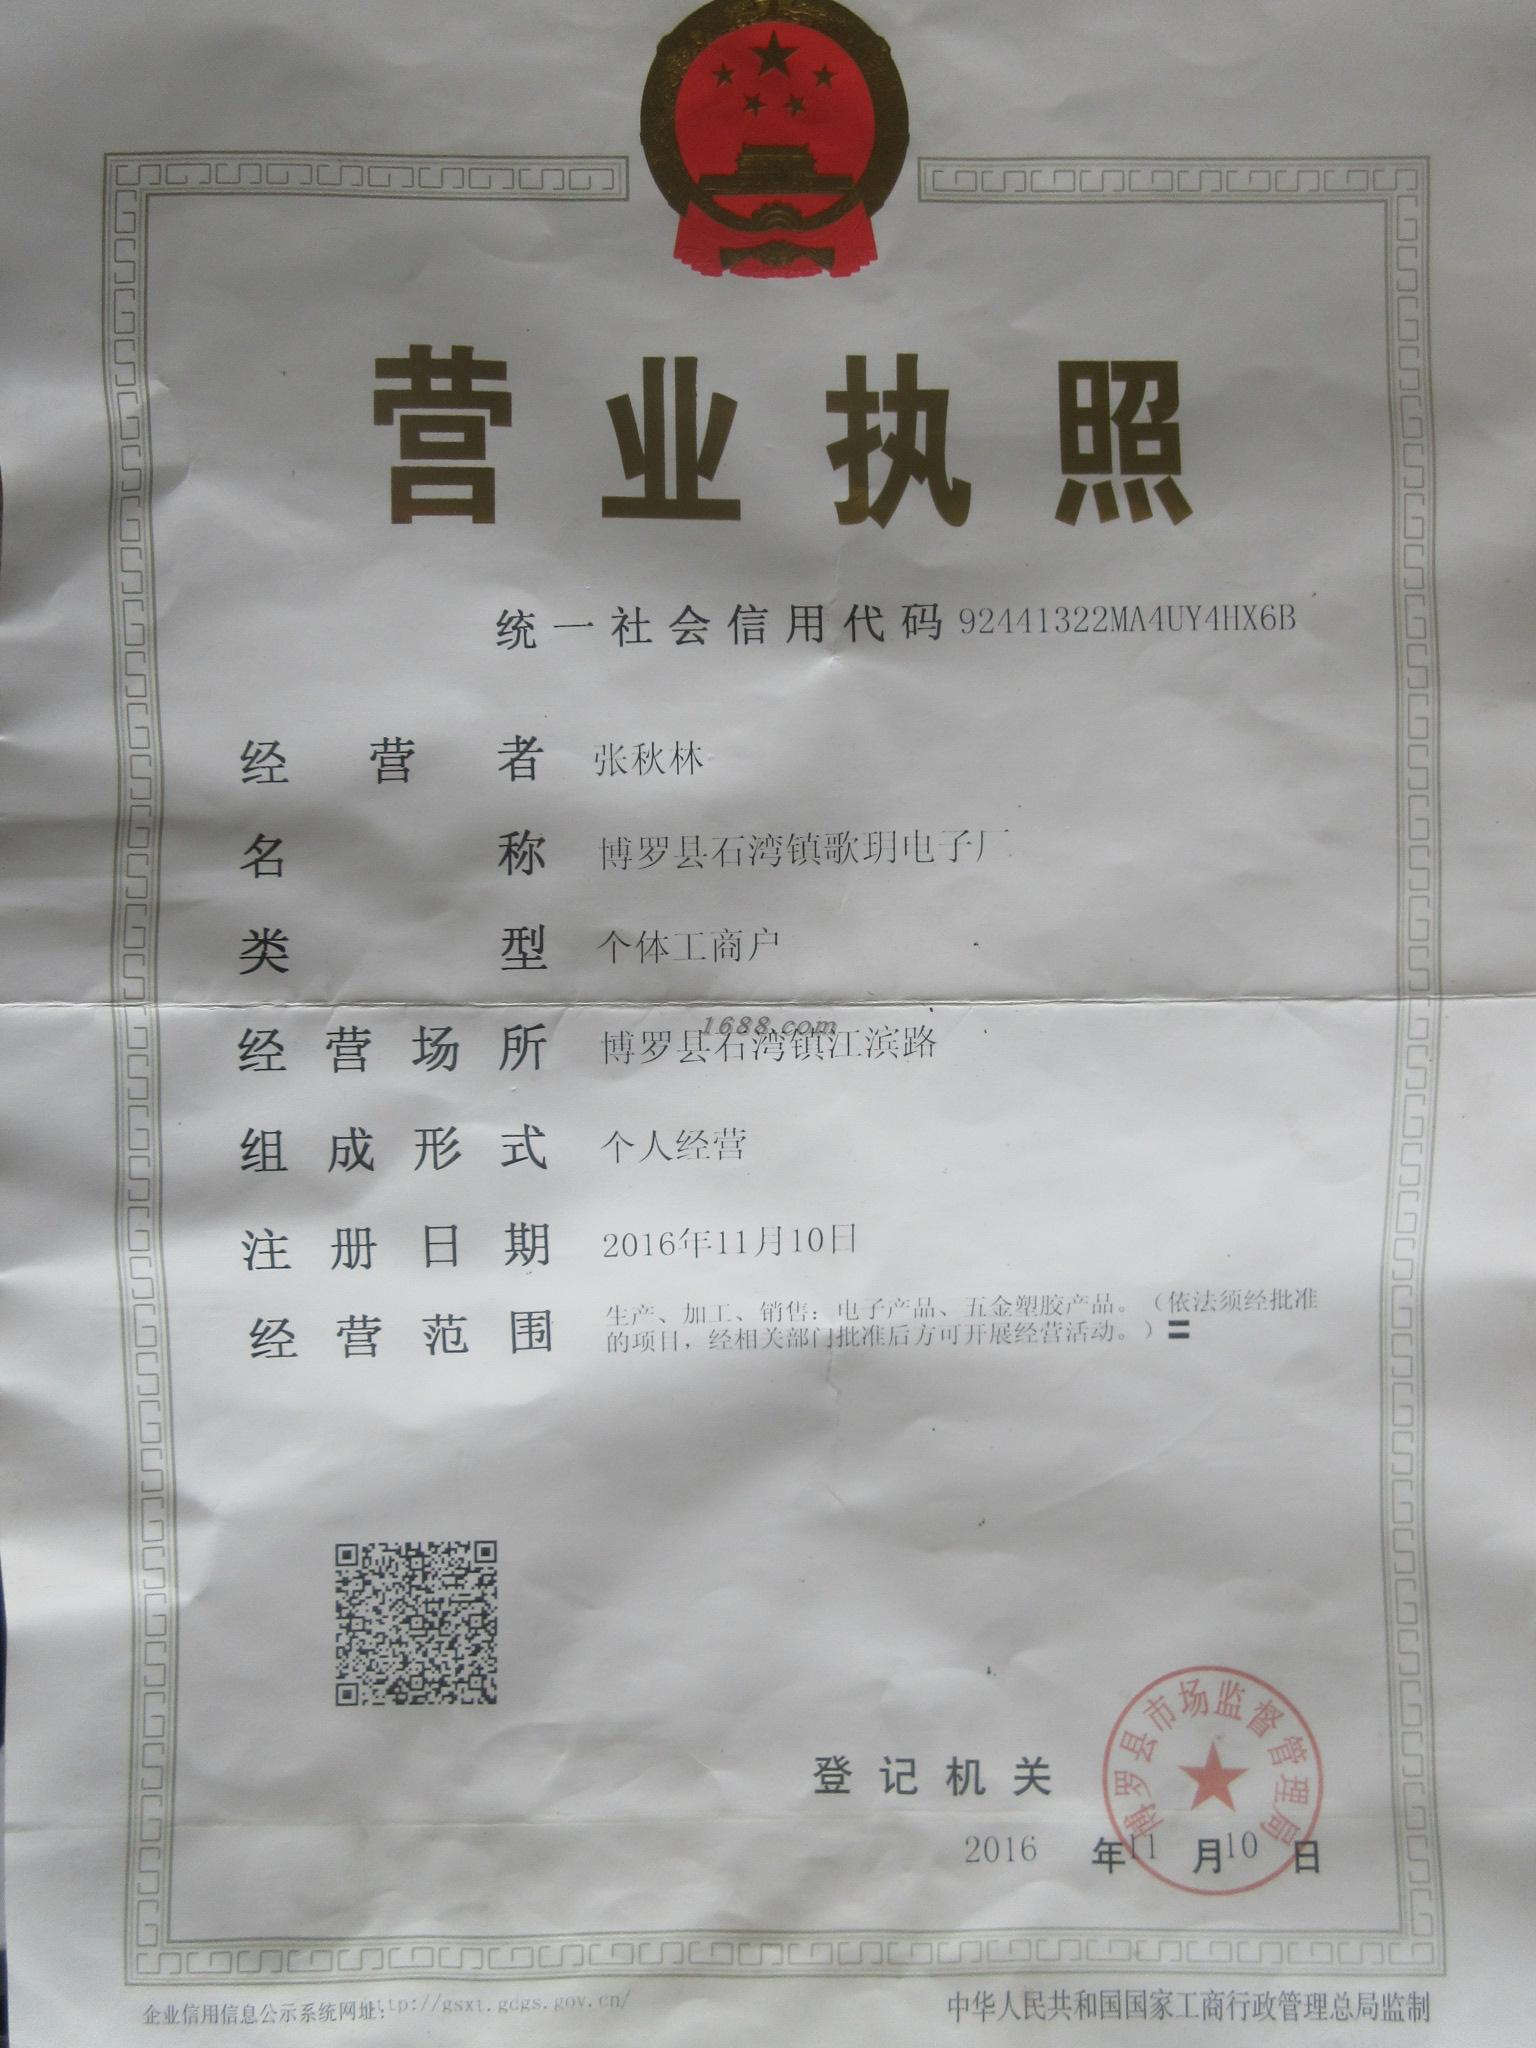 营业执照
统一社会信用代码 92441322MA4UY4HX6B
经营者 张秋林
名称 博罗县石湾镇歌玥电子厂
类型 个体工商户
1688.com
经营场所 博罗县石湾镇江滨路
组成形式 个人经营
注册日期 2016年11月10日
经营范围 生产、加工、销售：电子产品、五金塑胶产品。（依法须经批准
的项目，经相关部门批准后方可开展经营活动。）〓
博罗县市场监督管理局
登记机关
2016 年11 月10 日
企业信用信息公示系统网址：http://gsxt.gdgs.gov.cn/
中华人民共和国国家工商行政管理总局监制